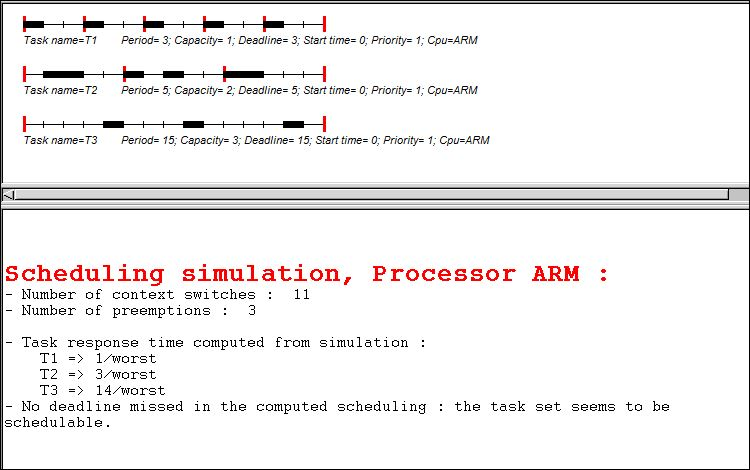 Task name=T1 Period= 3; Capacity= 1; Deadline= 3; Start time= 0; Priority= 1; Cpu=ARM
Task name=T2 Period= 5; Capacity= 2; Deadline= 5; Start time= 0; Priority= 1; Cpu=ARM
Task name=T3 Period= 15; Capacity= 3; Deadline= 15; Start time= 0; Priority= 1; Cpu=ARM
Scheduling simulation, Processor ARM :
- Number of context switches : 11
- Number of preemptions : 3
- Task response time computed from simulation :
T1 => 1/worst
T2 => 3/worst
T3 => 14/worst
- No deadline missed in the computed scheduling : the task set seems to be
schedulable.